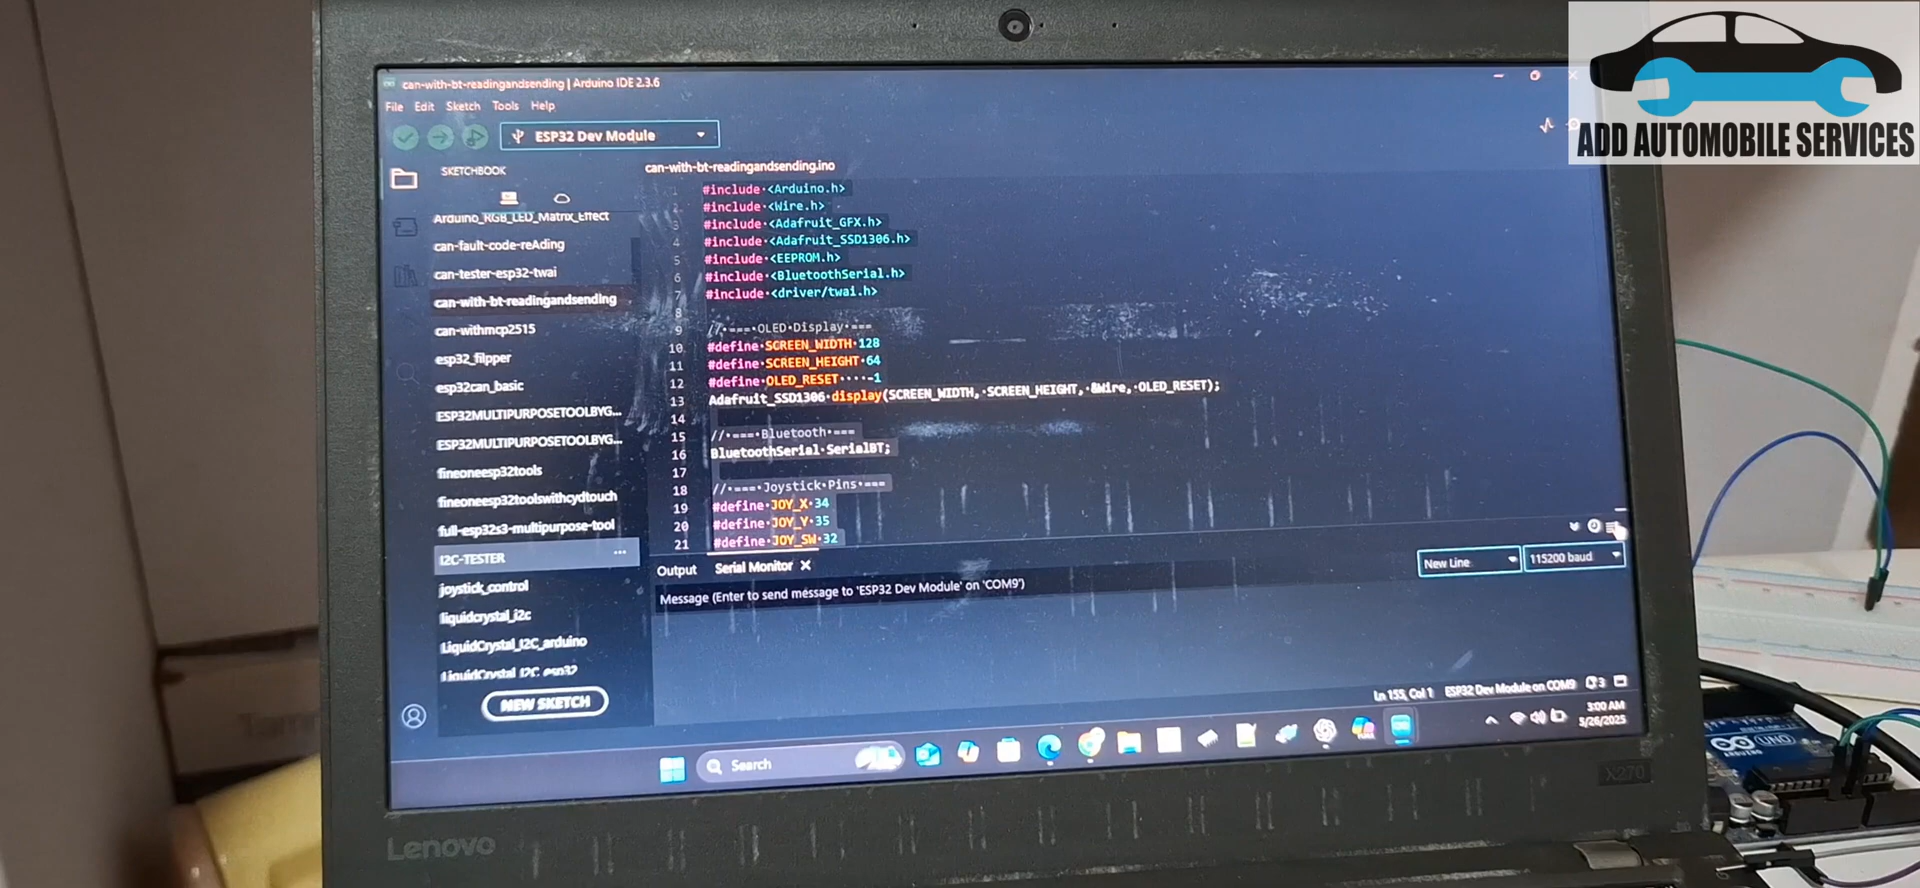 ADD AUTOMOBILE SERVICES
can-with-bt-readingandsending | Arduino IDE 2.3.6
File Edit Sketch Tools Help
ESP32 Dev Module
SKETCHBOOK
Arduino_RGB_LED_Matrix_Effect
can-fault-code-reAding
can-tester-esp32-twai
can-with-bt-readingandsending
can-withmcp2515
esp32_filpper
esp32can_basic
ESP32MULTIPURPOSETOOLBYG...
ESP32MULTIPURPOSETOOLBYG...
fineoneesp32tools
fineoneesp32toolswithcydtouch
full-esp32s3-multipurpose-tool
I2C-TESTER ...
joystick_control
liquidcrystal_i2c
LiquidCrystal_I2C_arduino
LiquidCrystal_I2C_esp32
NEW SKETCH
can-with-bt-readingandsending.ino
1 #include <Arduino.h>
2 #include <Wire.h>
3 #include <Adafruit_GFX.h>
4 #include <Adafruit_SSD1306.h>
5 #include <EEPROM.h>
6 #include <BluetoothSerial.h>
7 #include <driver/twai.h>
8
9 // === OLED Display ===
10 #define SCREEN_WIDTH 128
11 #define SCREEN_HEIGHT 64
12 #define OLED_RESET    -1
13 Adafruit_SSD1306 display(SCREEN_WIDTH, SCREEN_HEIGHT, &Wire, OLED_RESET);
14
15 // === Bluetooth ===
16 BluetoothSerial SerialBT;
17
18 // === Joystick Pins ===
19 #define JOY_X 34
20 #define JOY_Y 35
21 #define JOY_SW 32
Output Serial Monitor
Message (Enter to send message to 'ESP32 Dev Module' on 'COM9')
New Line
115200 baud
Ln 155, Col 1 ESP32 Dev Module on COM9 3
Search
3:00 AM
5/26/2025
X270
Lenovo
UNO
ARDUINO